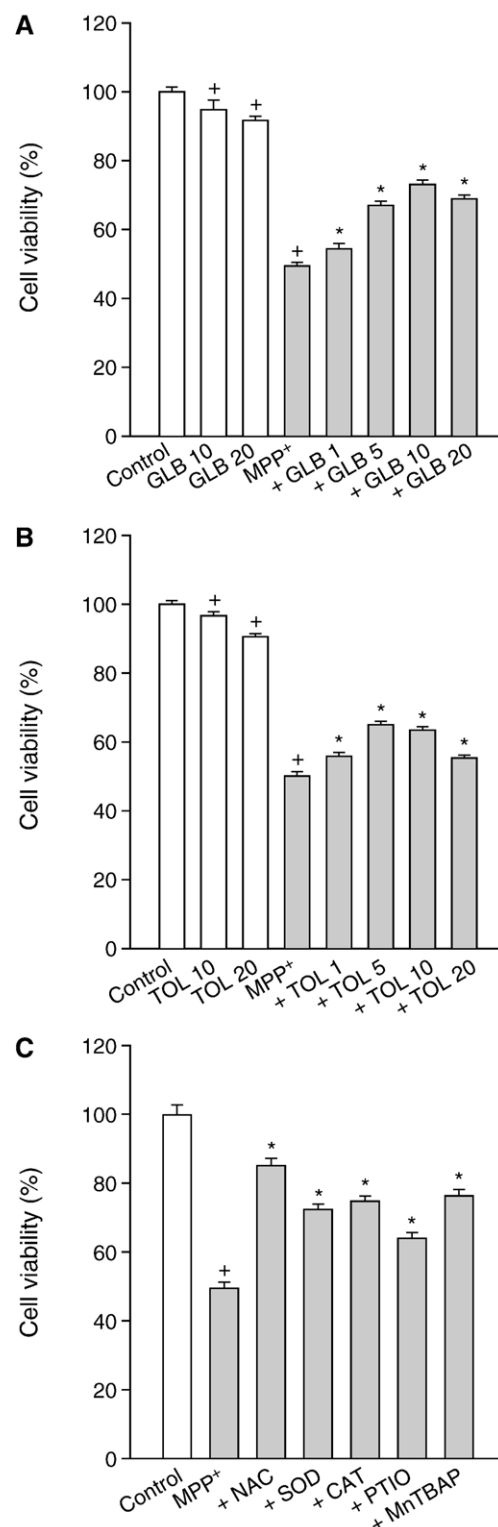 A
Cell viability (%)
120
100
80
60
40
20
0
+
+
+
*
*
*
*
Control
GLB 10
GLB 20
MPP⁺
+ GLB 1
+ GLB 5
+ GLB 10
+ GLB 20
B
Cell viability (%)
120
100
80
60
40
20
0
+
+
+
*
*
*
*
Control
TOL 10
TOL 20
MPP⁺
+ TOL 1
+ TOL 5
+ TOL 10
+ TOL 20
C
Cell viability (%)
120
100
80
60
40
20
0
+
*
*
*
*
*
Control
MPP⁺
+ NAC
+ SOD
+ CAT
+ PTIO
+ MnTBAP